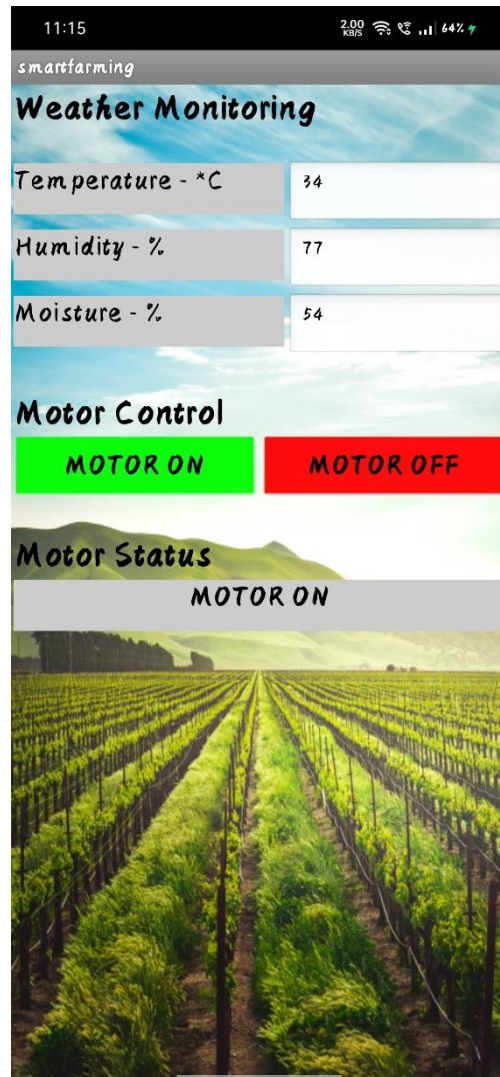 11:15 2.00 KB/S 64%
smartfarming
Weather Monitoring
Temperature - *C 34
Humidity - % 77
Moisture - % 54
Motor Control
MOTOR ON MOTOR OFF
Motor Status
MOTOR ON